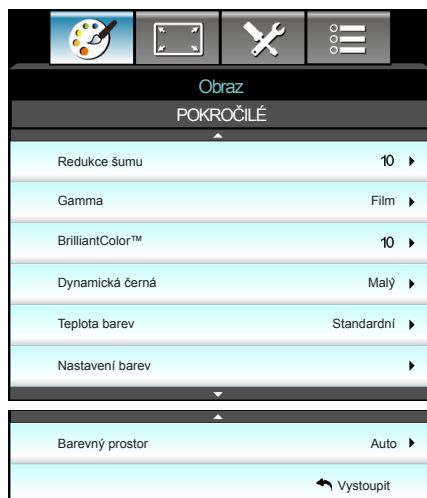 Obraz
POKROČILÉ
Redukce šumu 10
Gamma Film
BrilliantColor™ 10
Dynamická černá Malý
Teplota barev Standardní
Nastavení barev
Barevný prostor Auto
Vystoupit